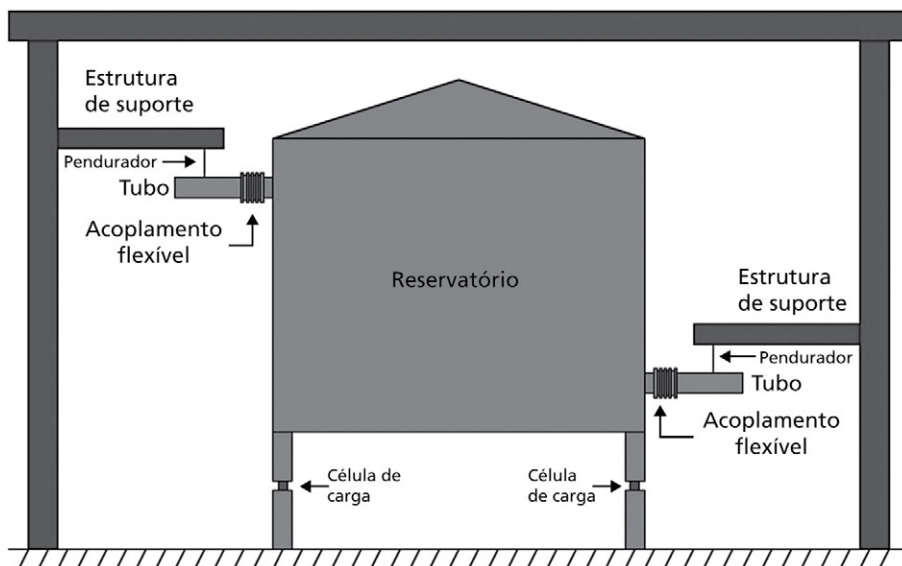 Estrutura
de suporte
Pendurador
Tubo
Acoplamento
flexível
Reservatório
Estrutura
de suporte
Pendurador
Tubo
Acoplamento
flexível
Célula de
carga
Célula
de carga